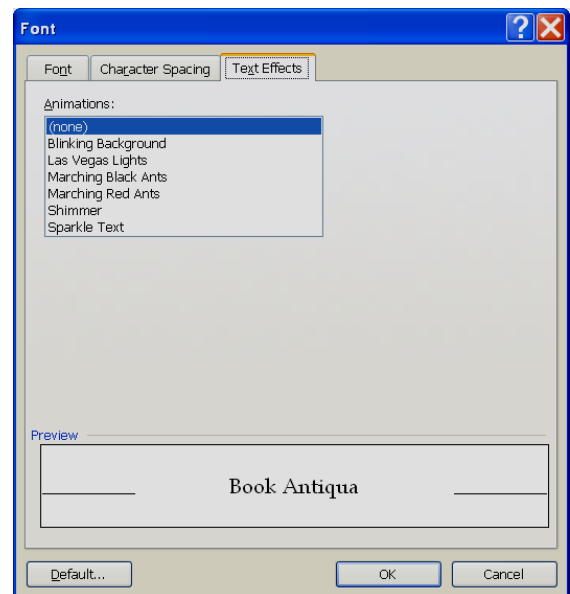 Font
Font Character Spacing Text Effects
Animations:
(none)
Blinking Background
Las Vegas Lights
Marching Black Ants
Marching Red Ants
Shimmer
Sparkle Text
Preview
Book Antiqua
Default... OK Cancel